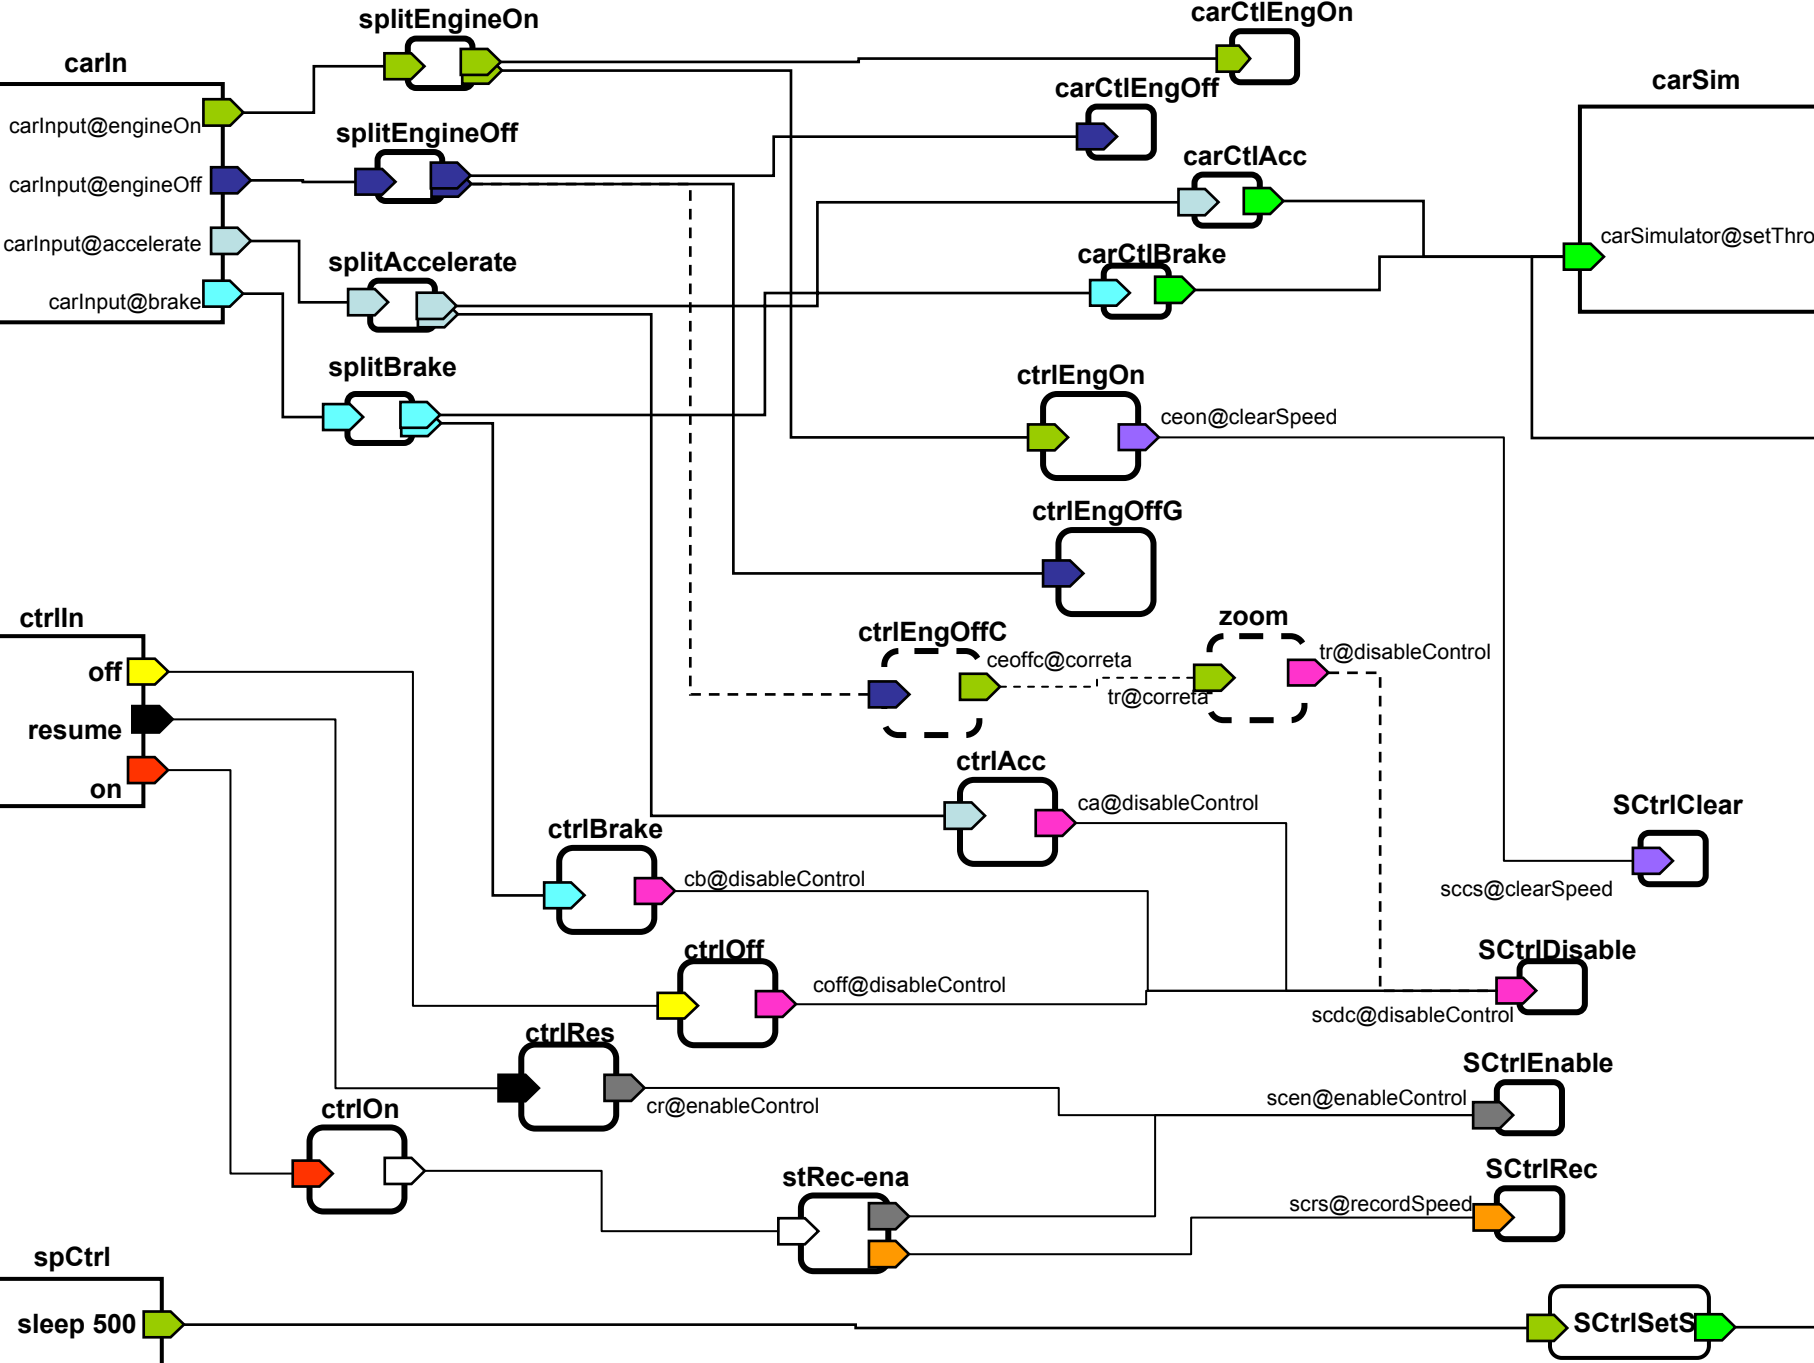 splitEngineOn
carCtlEngOn
carIn
carSim
carCtlEngOff
carInput@engineOn
splitEngineOff
carCtlAcc
carInput@engineOff
carInput@accelerate
carSimulator@setThro
splitAccelerate
carCtlBrake
carInput@brake
splitBrake
ctrlEngOn
ceon@clearSpeed
ctrlEngOffG
ctrlIn
zoom
ctrlEngOffC
tr@disableControl
ceoffc@correta
off
tr@correta
resume
ctrlAcc
on
ca@disableControl
SCtrlClear
ctrlBrake
cb@disableControl
sccs@clearSpeed
ctrlOff
SCtrlDisable
coff@disableControl
scdc@disableControl
ctrlRes
SCtrlEnable
scen@enableControl
cr@enableControl
ctrlOn
SCtrlRec
stRec-ena
scrs@recordSpeed
spCtrl
sleep 500
SCtrlSetS